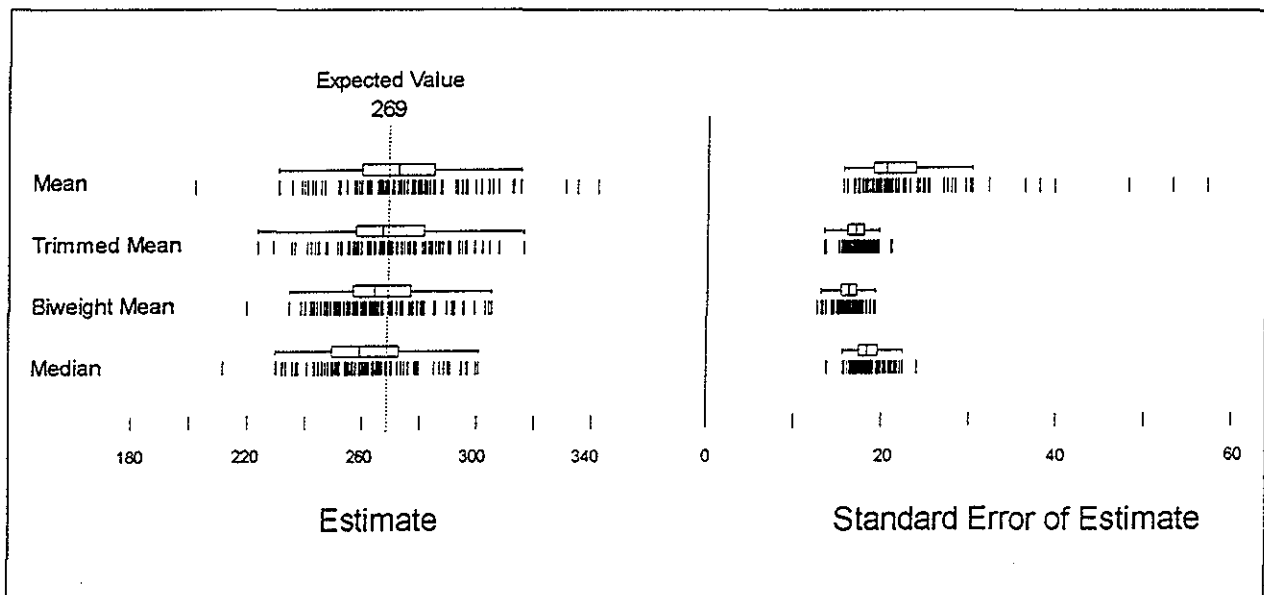 Expected Value
269
Mean
Trimmed Mean
Biweight Mean
Median
180 220 260 300 340 0 20 40 60
Estimate Standard Error of Estimate